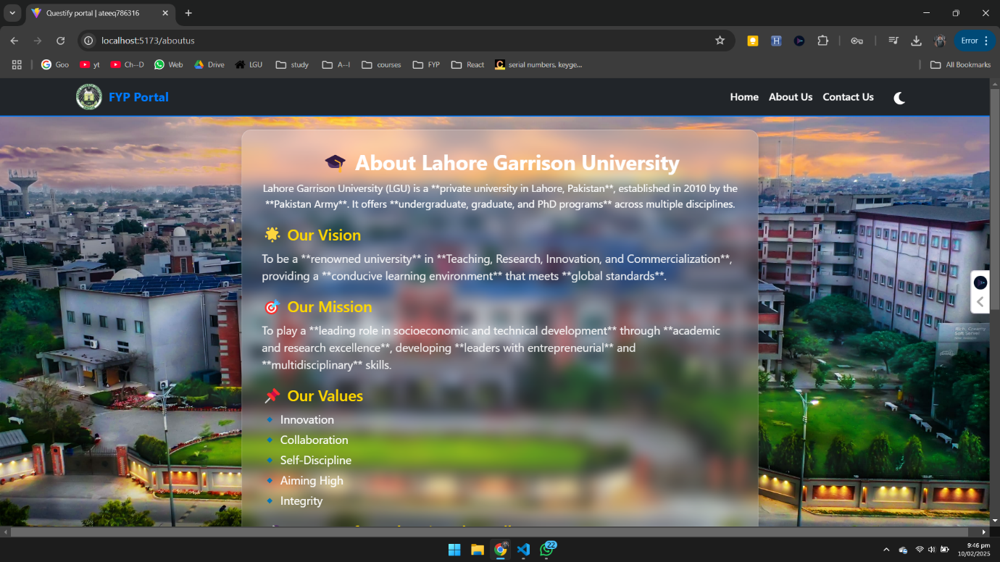 Questify portal | ateeq786316
localhost:5173/aboutus
Error
Goo
yt
Ch--D
Web
Drive
LGU
study
A--I
courses
FYP
React
serial numbers, keyge...
All Bookmarks
FYP Portal
Home
About Us
Contact Us
🎓 About Lahore Garrison University
Lahore Garrison University (LGU) is a **private university in Lahore, Pakistan**, established in 2010 by the
**Pakistan Army**. It offers **undergraduate, graduate, and PhD programs** across multiple disciplines.
🌟 Our Vision
To be a **renowned university** in **Teaching, Research, Innovation, and Commercialization**,
providing a **conducive learning environment** that meets **global standards**.
🎯 Our Mission
To play a **leading role in socioeconomic and technical development** through **academic
and research excellence**, developing **leaders with entrepreneurial** and
**multidisciplinary** skills.
📌 Our Values
🔹 Innovation
🔹 Collaboration
🔹 Self-Discipline
🔹 Aiming High
🔹 Integrity
Rich, Creamy
Soft Serve!
22
9:46 pm
10/02/2025